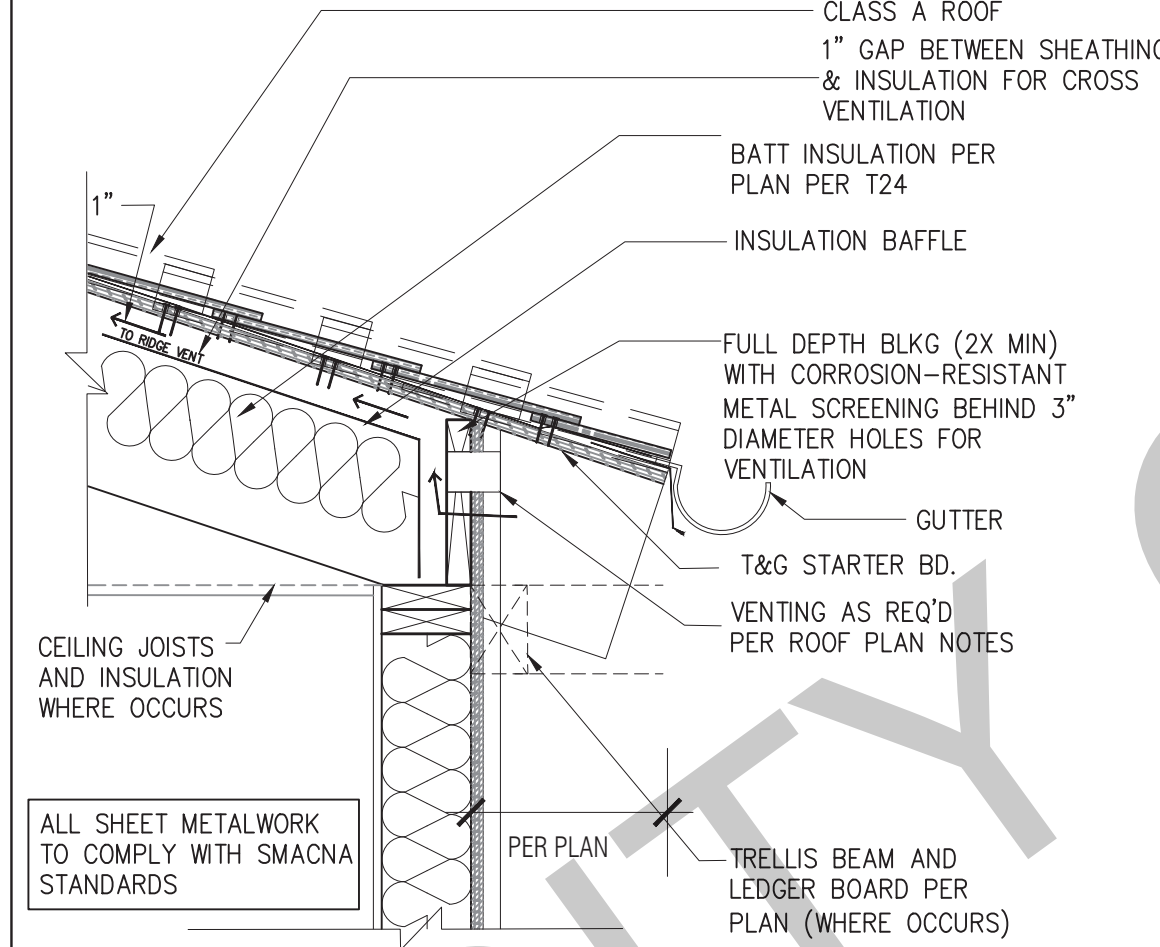 CLASS A ROOF
1" GAP BETWEEN SHEATHING
& INSULATION FOR CROSS
VENTILATION
BATT INSULATION PER
PLAN PER T24
1"
INSULATION BAFFLE
TO RIDGE VENT
FULL DEPTH BLKG (2X MIN)
WITH CORROSION-RESISTANT
METAL SCREENING BEHIND 3"
DIAMETER HOLES FOR
VENTILATION
GUTTER
T&G STARTER BD.
VENTING AS REQ'D
PER ROOF PLAN NOTES
CEILING JOISTS
AND INSULATION
WHERE OCCURS
ALL SHEET METALWORK
TO COMPLY WITH SMACNA
STANDARDS
PER PLAN
TRELLIS BEAM AND
LEDGER BOARD PER
PLAN (WHERE OCCURS)